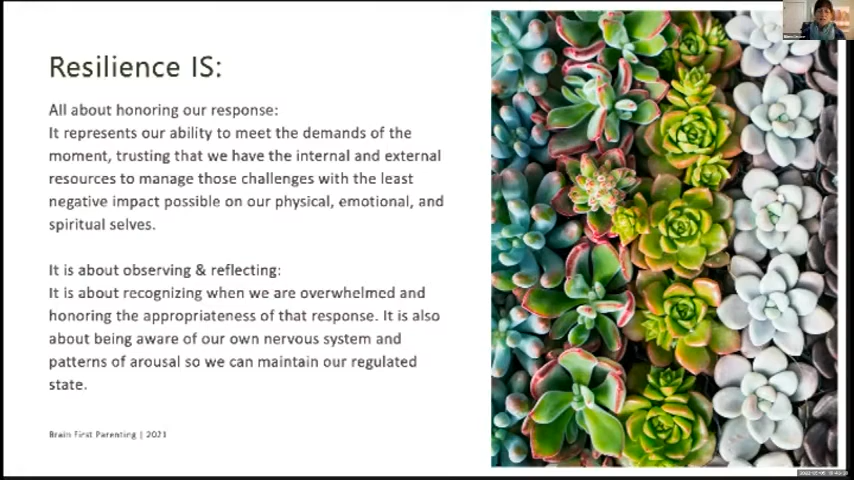 Resilience IS:
All about honoring our response:
It represents our ability to meet the demands of the
moment, trusting that we have the internal and external
resources to manage those challenges with the least
negative impact possible on our physical, emotional, and
spiritual selves.
It is about observing & reflecting:
It is about recognizing when we are overwhelmed and
honoring the appropriateness of that response. It is also
about being aware of our own nervous system and
patterns of arousal so we can maintain our regulated
state.
Brain First Parenting | 2021